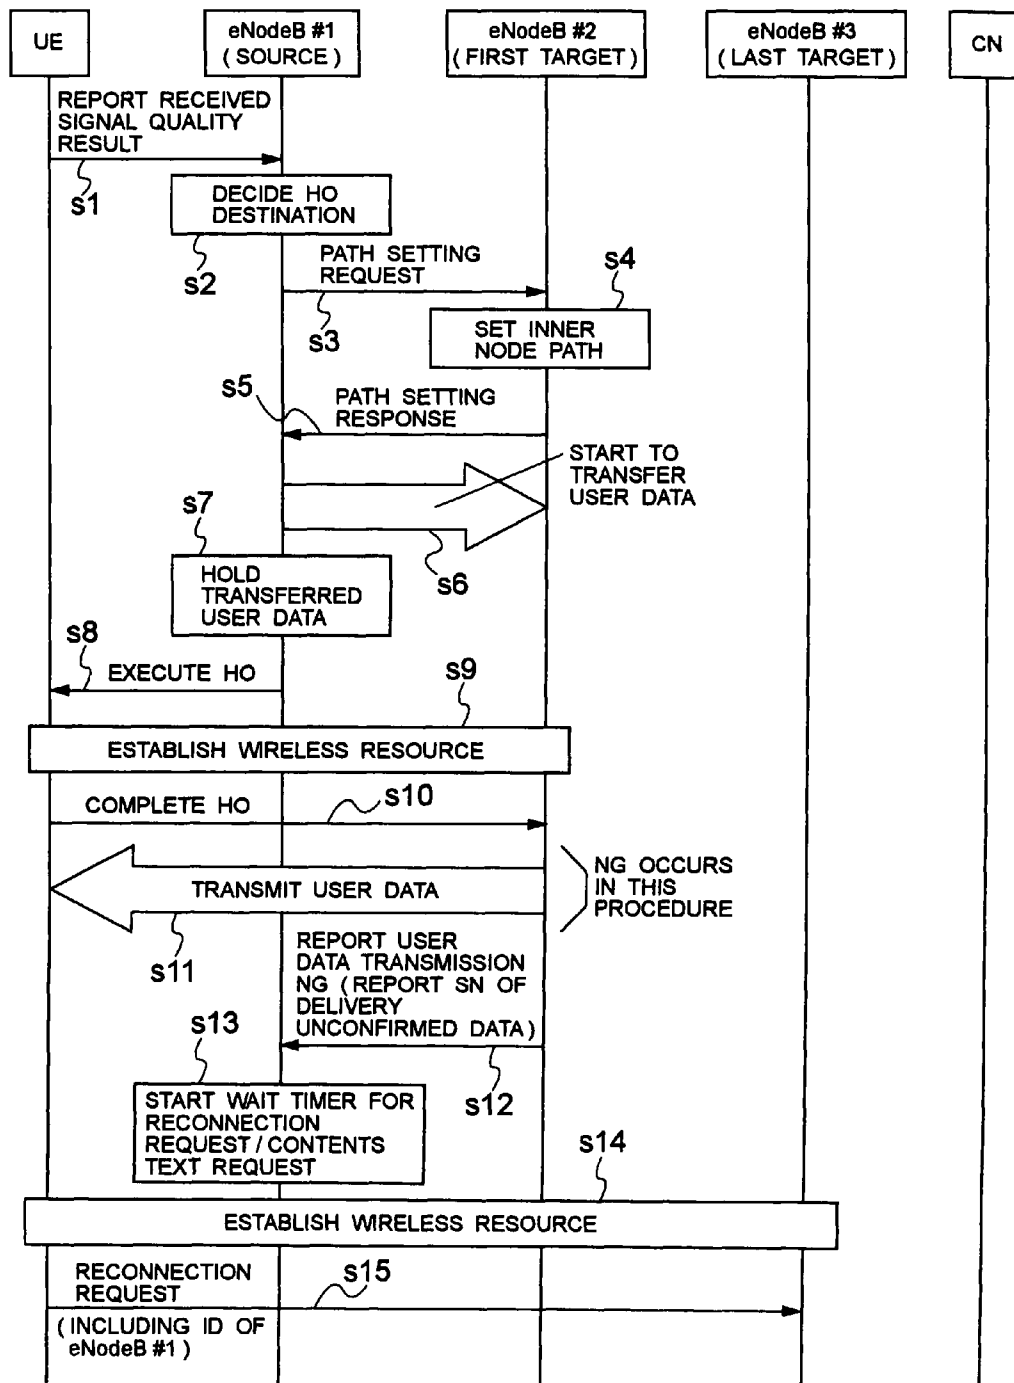 UE
eNodeB #1
(SOURCE)
eNodeB #2
(FIRST TARGET)
eNodeB #3
(LAST TARGET)
CN
REPORT RECEIVED
SIGNAL QUALITY
RESULT
s1
DECIDE HO
DESTINATION
s2
PATH SETTING
REQUEST
s3
s4
SET INNER
NODE PATH
s5
PATH SETTING
RESPONSE
START TO
TRANSFER
USER DATA
s6
s7
HOLD
TRANSFERRED
USER DATA
s8
EXECUTE HO
s9
ESTABLISH WIRELESS RESOURCE
COMPLETE HO
s10
TRANSMIT USER DATA
s11
NG OCCURS
IN THIS
PROCEDURE
REPORT USER
DATA TRANSMISSION
NG (REPORT SN OF
DELIVERY
UNCONFIRMED DATA)
s12
s13
START WAIT TIMER FOR
RECONNECTION
REQUEST/CONTENTS
TEXT REQUEST
s14
ESTABLISH WIRELESS RESOURCE
RECONNECTION
REQUEST
s15
(INCLUDING ID OF
eNodeB #1)